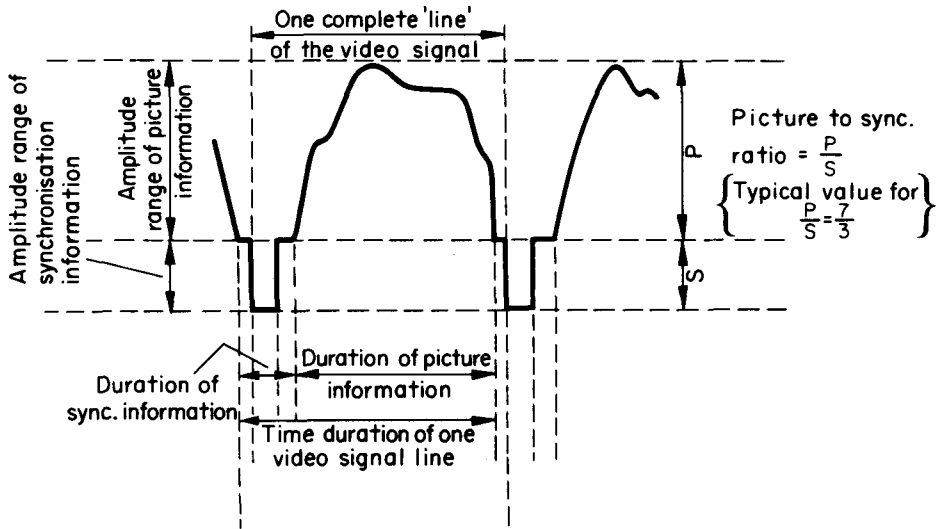 One complete 'line'
of the video signal
Amplitude range of
synchronisation
information
Amplitude
range of picture
information
P
S
Picture to sync.
ratio = P/S
{Typical value for
P/S = 7/3}
Duration of
sync. information
Duration of picture
information
Time duration of one
video signal line